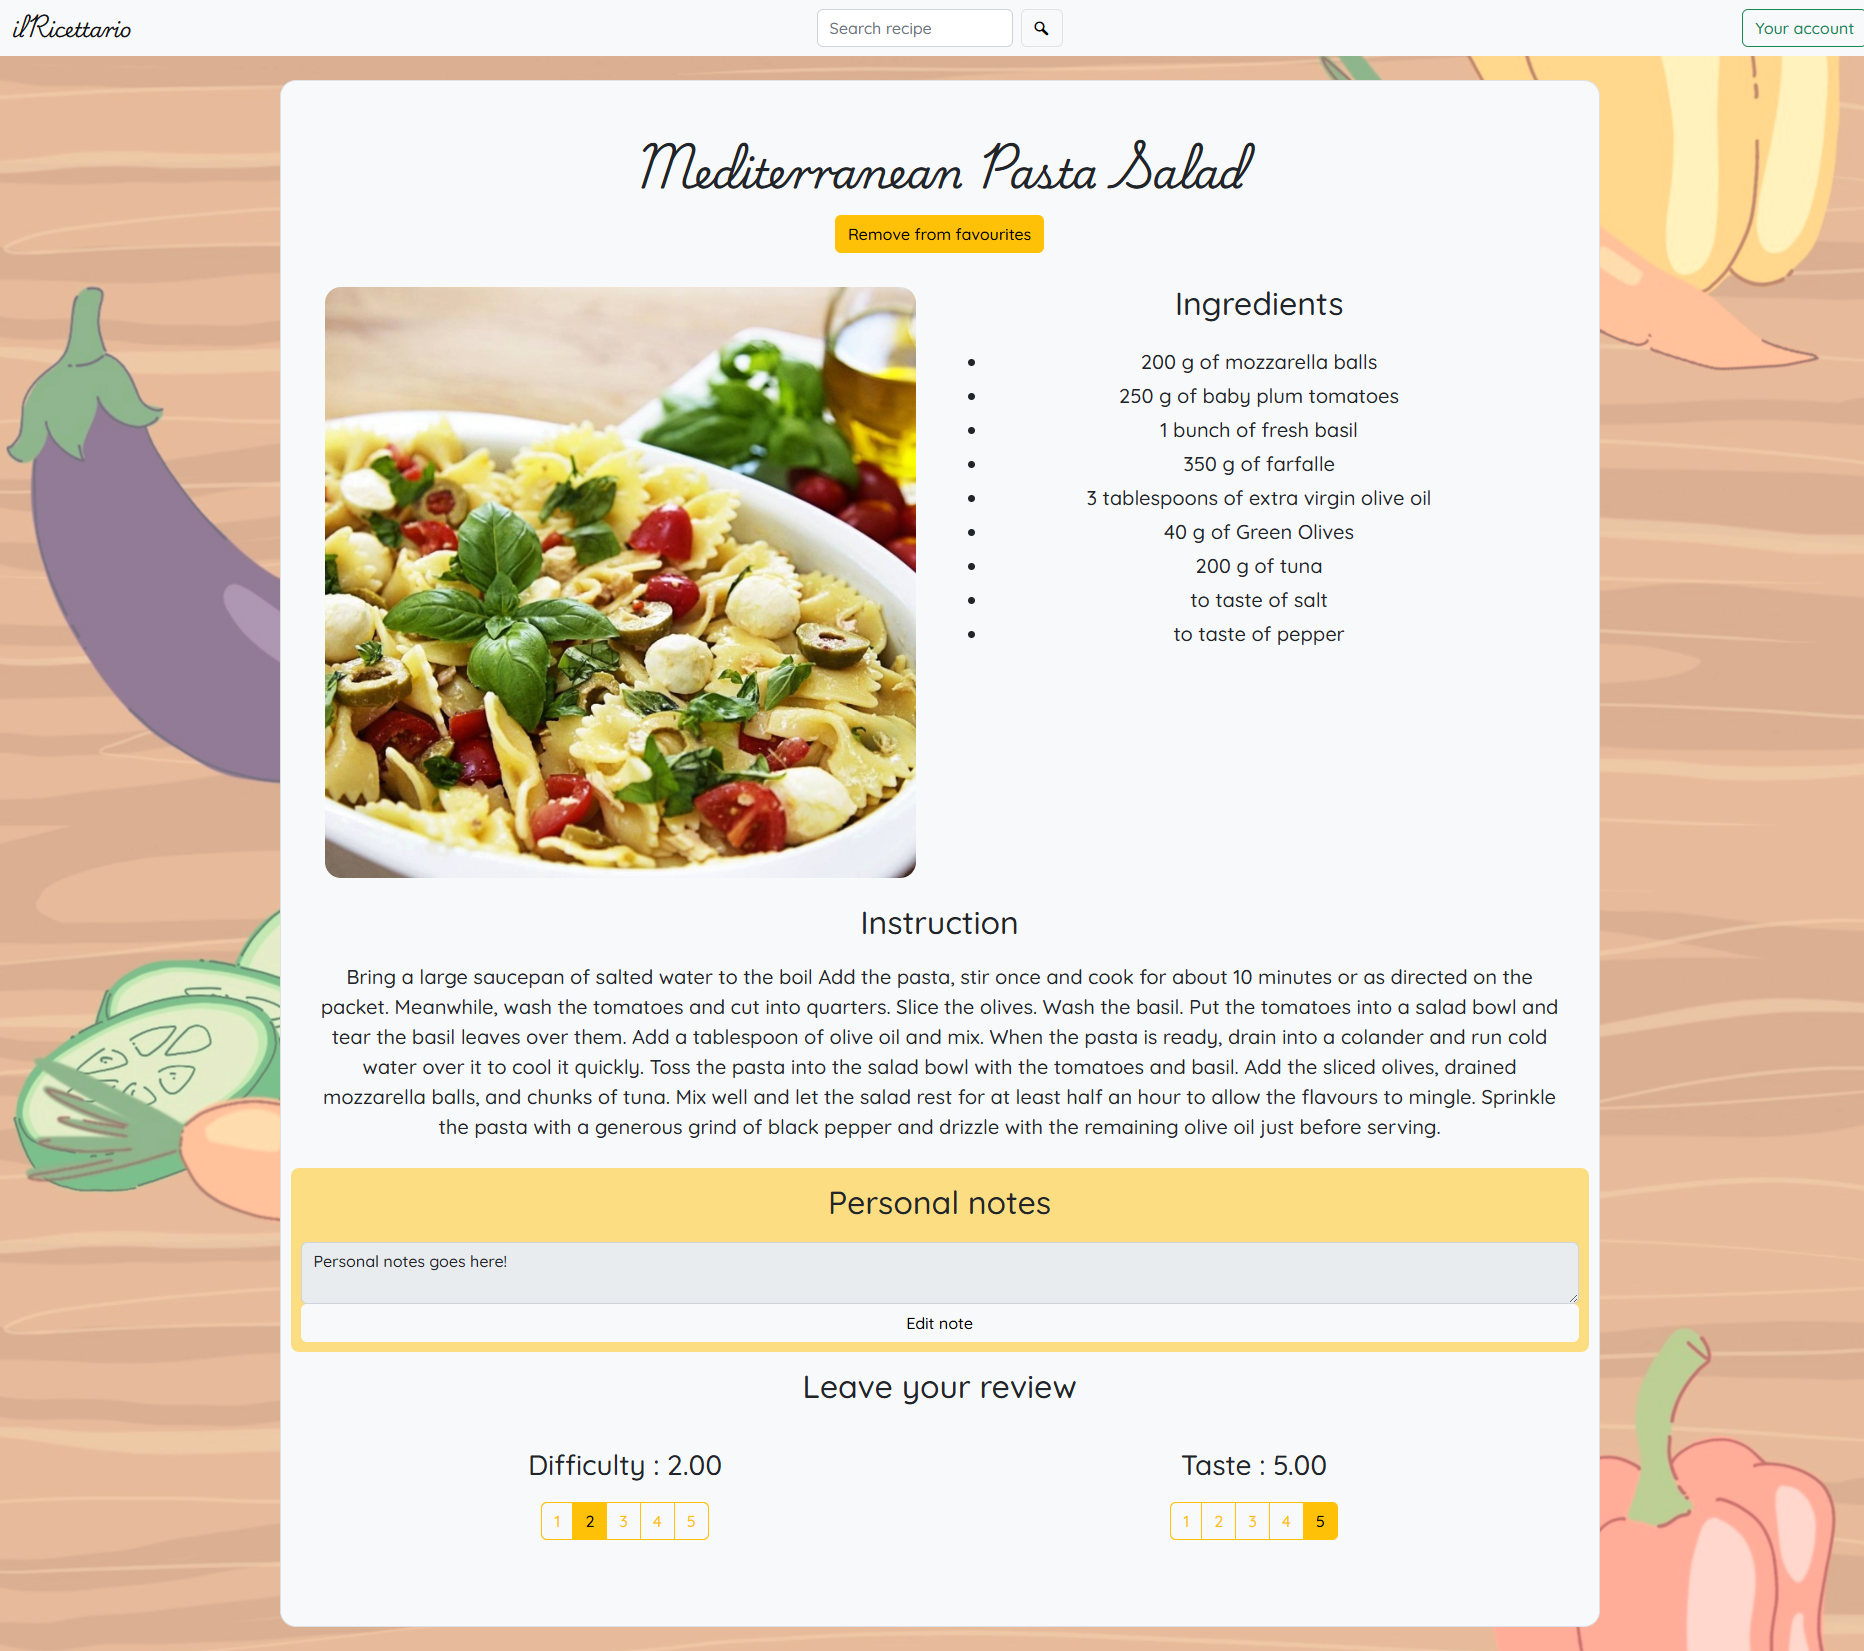 ilRicettario
Search recipe
Your account
Mediterranean Pasta Salad
Remove from favourites
Ingredients
200 g of mozzarella balls
250 g of baby plum tomatoes
1 bunch of fresh basil
350 g of farfalle
3 tablespoons of extra virgin olive oil
40 g of Green Olives
200 g of tuna
to taste of salt
to taste of pepper
Instruction
Bring a large saucepan of salted water to the boil Add the pasta, stir once and cook for about 10 minutes or as directed on the
packet. Meanwhile, wash the tomatoes and cut into quarters. Slice the olives. Wash the basil. Put the tomatoes into a salad bowl and
tear the basil leaves over them. Add a tablespoon of olive oil and mix. When the pasta is ready, drain into a colander and run cold
water over it to cool it quickly. Toss the pasta into the salad bowl with the tomatoes and basil. Add the sliced olives, drained
mozzarella balls, and chunks of tuna. Mix well and let the salad rest for at least half an hour to allow the flavours to mingle. Sprinkle
the pasta with a generous grind of black pepper and drizzle with the remaining olive oil just before serving.
Personal notes
Personal notes goes here!
Edit note
Leave your review
Difficulty : 2.00
1 2 3 4 5
Taste : 5.00
1 2 3 4 5